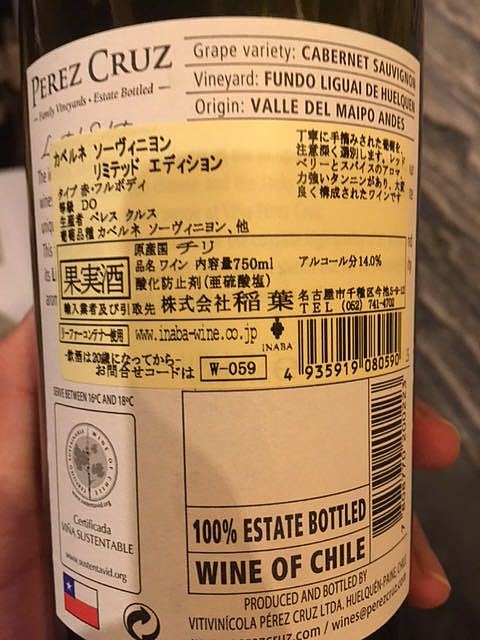 PEREZ CRUZ
Family Vineyards • Estate Bottled
Grape variety: CABERNET SAUVIGNON
Vineyard: FUNDO LIGUAI DE HUELQUEN
Origin: VALLE DEL MAIPO ANDES
カベルネ ソーヴィニヨン
リミテッド エディション
タイプ 赤・フルボディ
等級 DO
生産者 ペレス クルス
葡萄品種 カベルネ ソーヴィニヨン、他
丁寧に手摘みされた葡萄を、
注意深く選別します。レッド
ベリーとスパイスのアロマ、
力強いタンニンがあり、大変
良く構成されたワインです
原産国 チリ
果実酒
品名 ワイン 内容量750ml アルコール分14.0%
酸化防止剤(亜硫酸塩)
輸入業者及び引取先 株式会社 稲葉 名古屋市千種区今池5-9-12
TEL (052) 741-4702
リーファーコンテナー使用 www.inaba-wine.co.jp
INABA
-飲酒は20歳になってから-
お問合せコードは W-059
4 935919 080590
SERVE BETWEEN 16°C AND 18°C
WINE OF CHILE
Certificada
VIÑA SUSTENTABLE
www.sustentavid.org
100% ESTATE BOTTLED
WINE OF CHILE
PRODUCED AND BOTTLED BY
VITIVINÍCOLA PÉREZ CRUZ LTDA. HUELQUÉN-PAINE, CHILE
perezcruz.com / wines@perezcruz.com